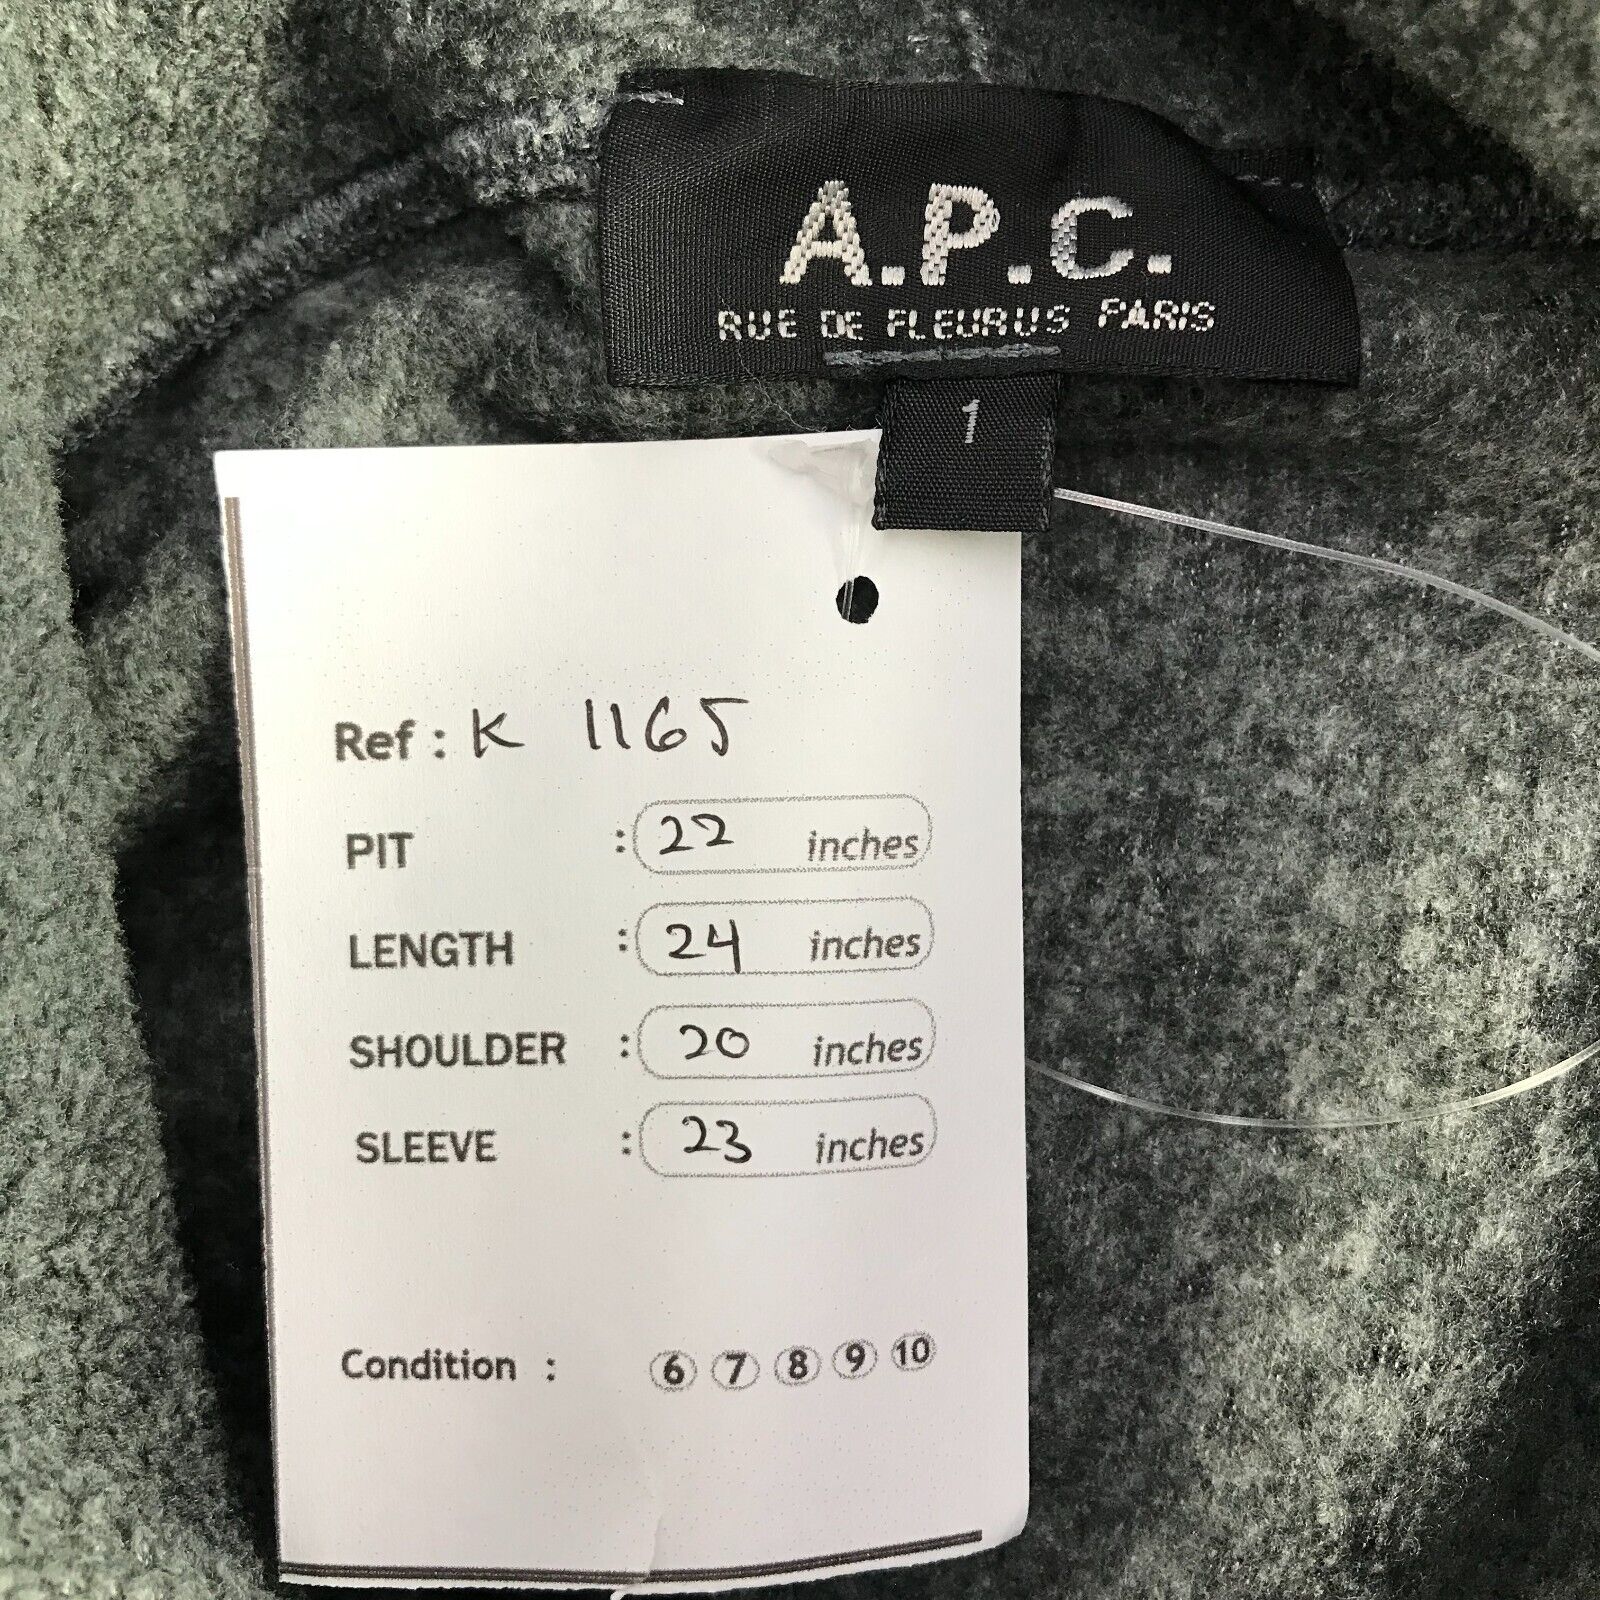 A.P.C.
RUE DE FLEURUS PARIS
1
Ref : K 1165
PIT : 22 inches
LENGTH : 24 inches
SHOULDER : 20 inches
SLEEVE : 23 inches
Condition : 6 7 8 9 10